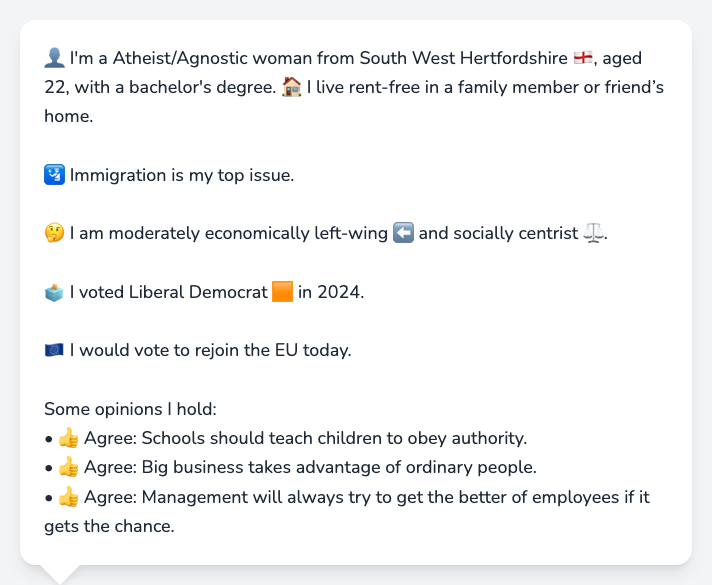 👤 I'm a Atheist/Agnostic woman from South West Hertfordshire 🏴󠁧󠁢󠁥󠁮󠁧󠁿, aged
22, with a bachelor's degree. 🏠 I live rent-free in a family member or friend’s
home.
🛂 Immigration is my top issue.
🤔 I am moderately economically left-wing ⬅️ and socially centrist ⚖️.
🗳️ I voted Liberal Democrat 🟧 in 2024.
🇪🇺 I would vote to rejoin the EU today.
Some opinions I hold:
• 👍 Agree: Schools should teach children to obey authority.
• 👍 Agree: Big business takes advantage of ordinary people.
• 👍 Agree: Management will always try to get the better of employees if it
gets the chance.